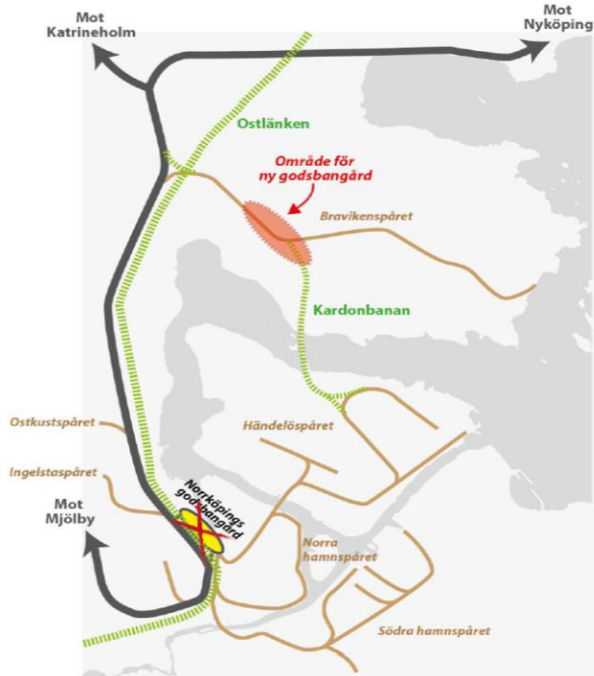 Mot
Katrineholm
Mot
Nyköping
Ostlänken
Område för
ny godsbangård
Bravikenspåret
Kardonbanan
Ostkustspåret
Händelöspåret
Ingelstaspåret
Norrköpings
godsbangård
Mot
Mjölby
Norra
hamnspåret
Södra hamnspåret